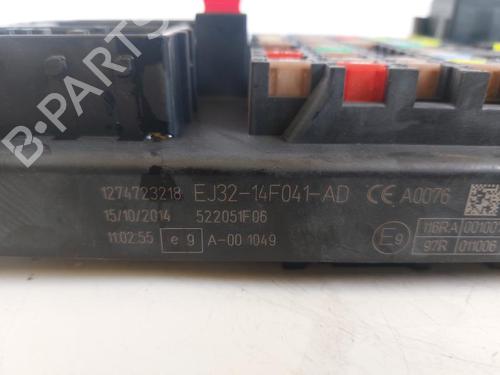 B-PARTS
1274723218 EJ32-14F041-AD CE A0076
15/10/2014 522051F06
11:02:55 e9 A-00 1049
E9
116RA 00100
97R 011006